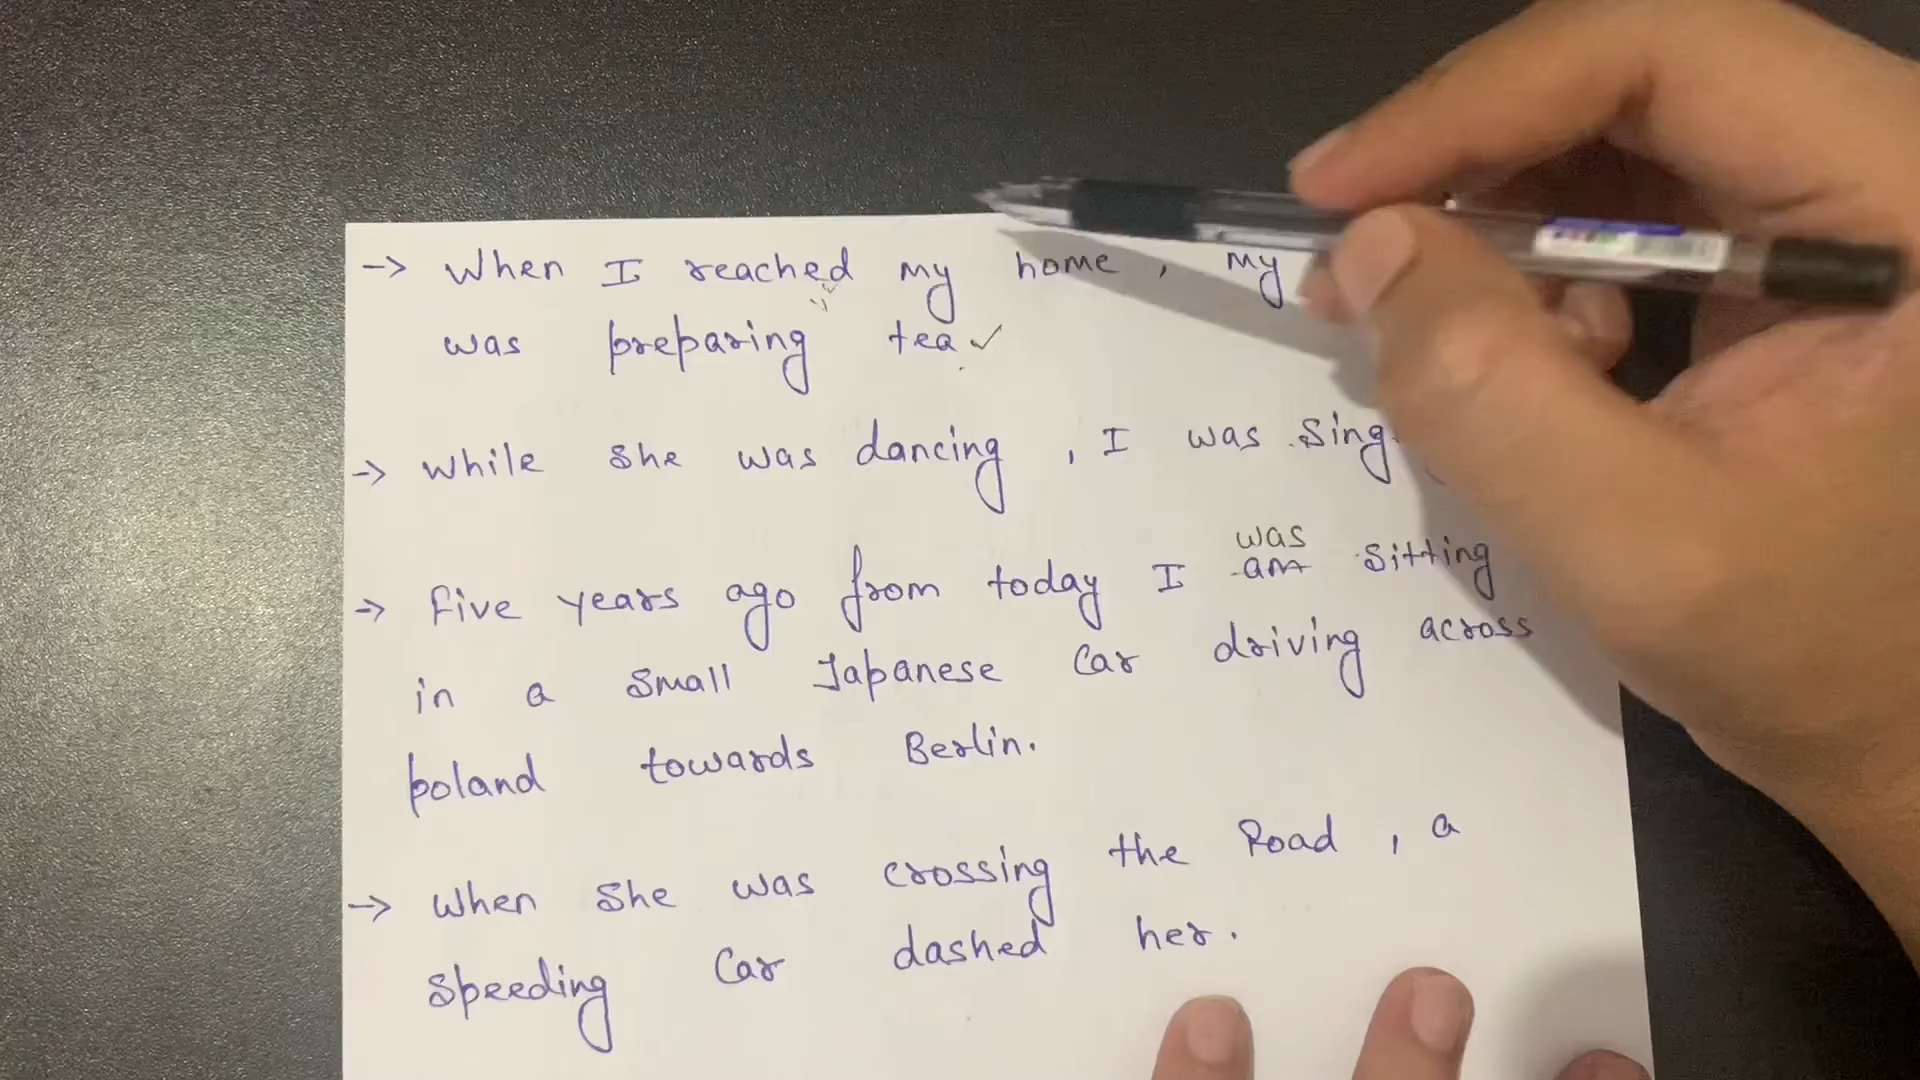 -> When I reached my home, my
was preparing tea ✓
-> While she was dancing, I was sing
-> Five years ago from today I was am sitting
in a small Japanese car driving across
poland towards Berlin.
-> When she was crossing the Road, a
speeding Car dashed her.